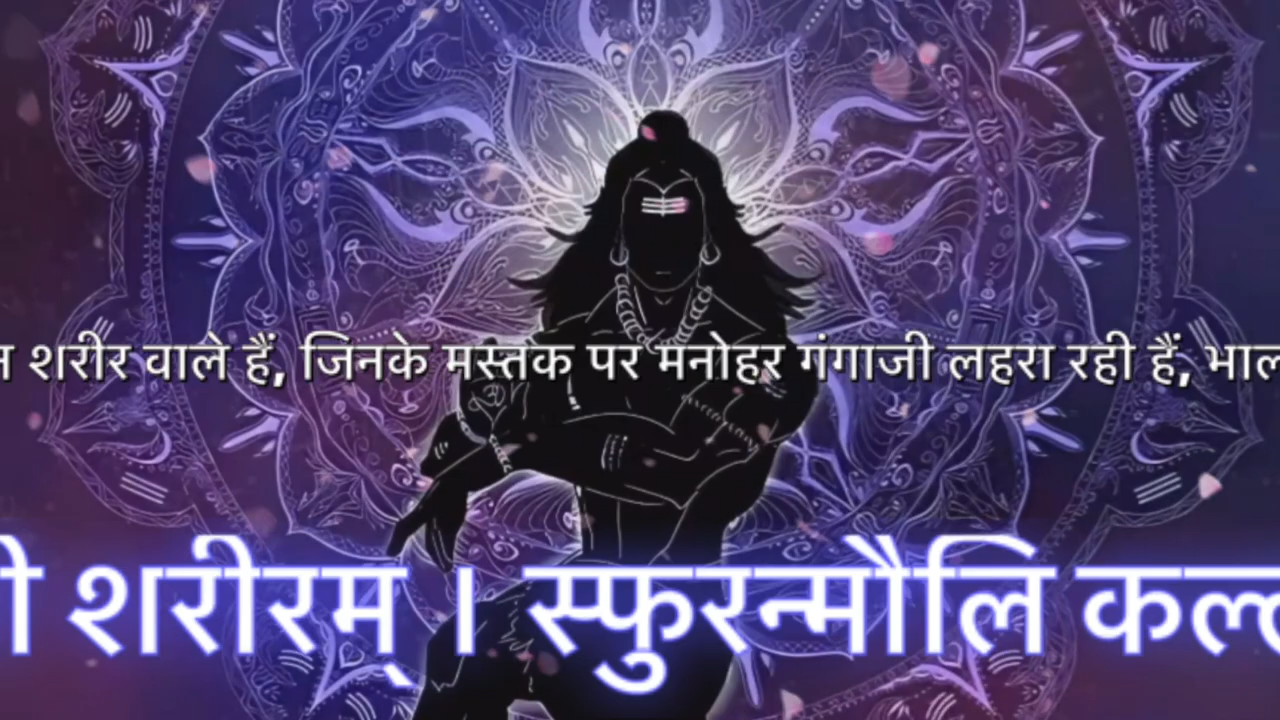 शरीर वाले हैं, जिनके मस्तक पर मनोहर गंगाजी लहरा रही हैं, भाल
शरीरम् । स्फुरन्मौलि